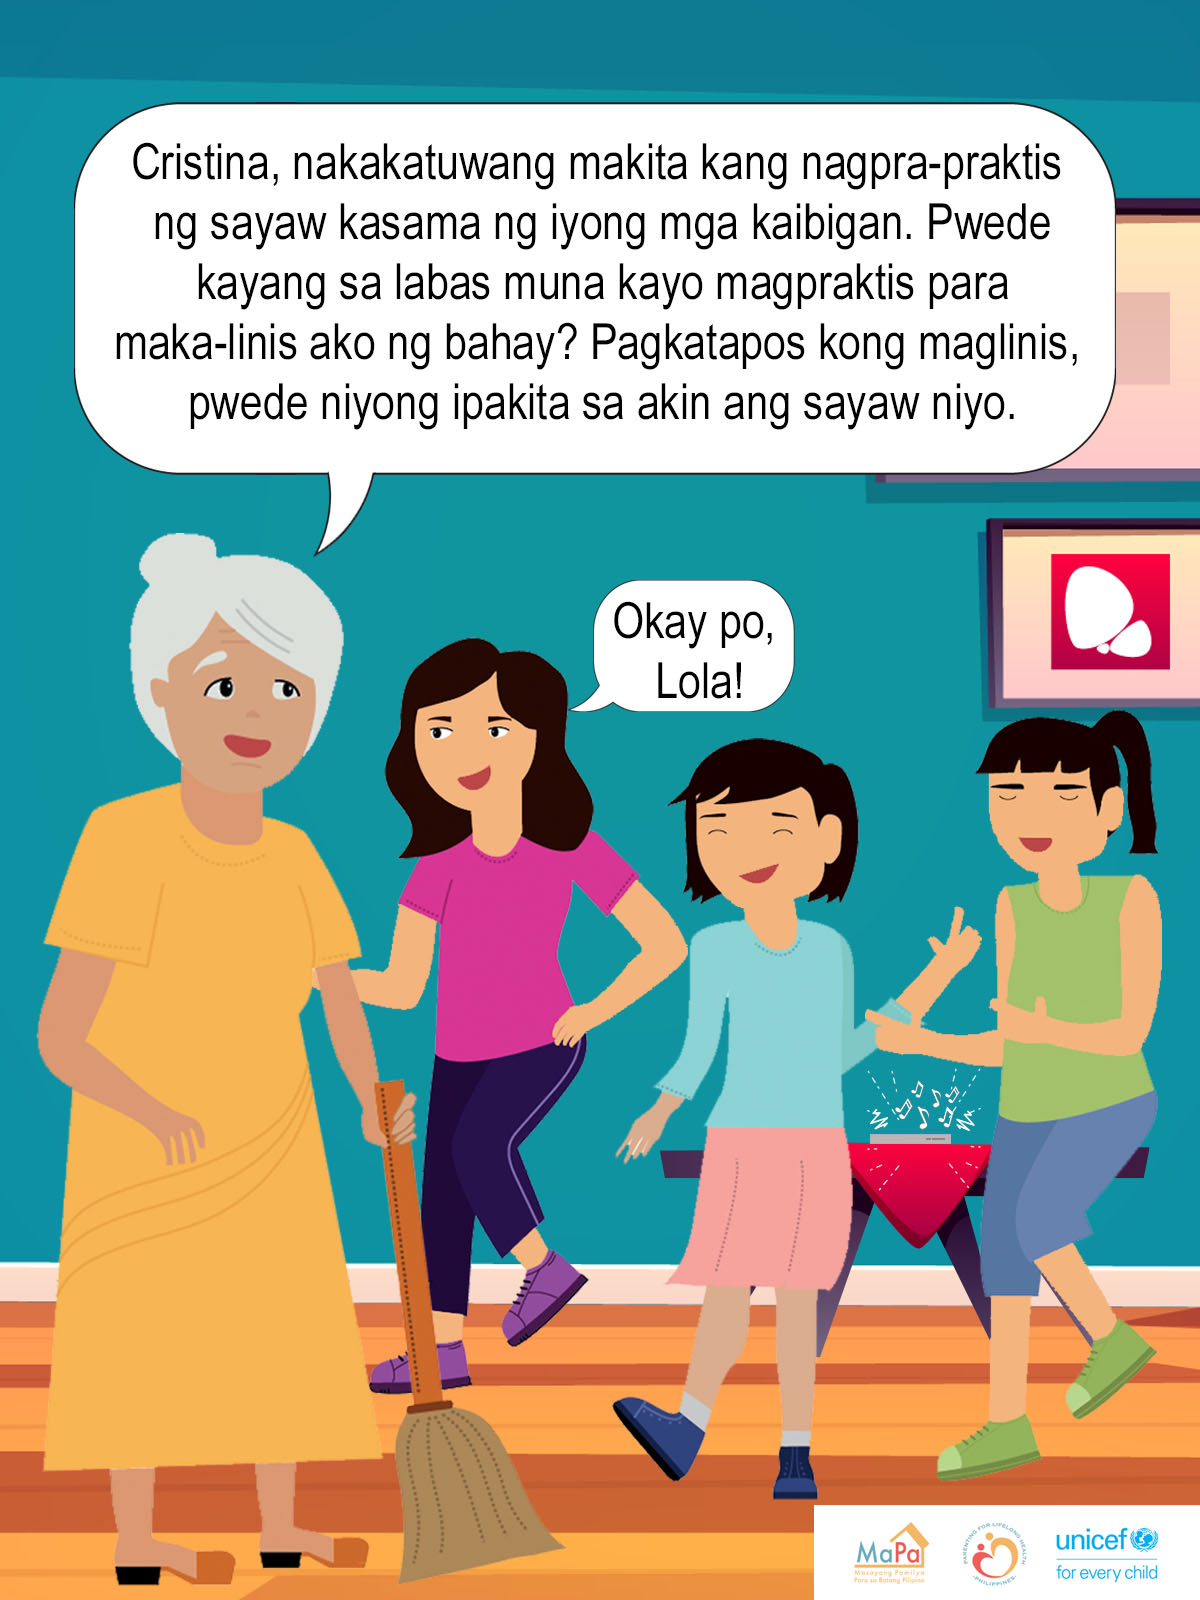 Cristina, nakakatuwang makita kang nagpra-praktis
ng sayaw kasama ng iyong mga kaibigan. Pwede
kayang sa labas muna kayo magpraktis para
maka-linis ako ng bahay? Pagkatapos kong maglinis,
pwede niyong ipakita sa akin ang sayaw niyo.
Okay po,
Lola!
MaPa
Masayang Pamilya
Para sa Batang Pilipino
PARENTING FOR LIFELONG HEALTH
-PHILIPPINES-
unicef
for every child